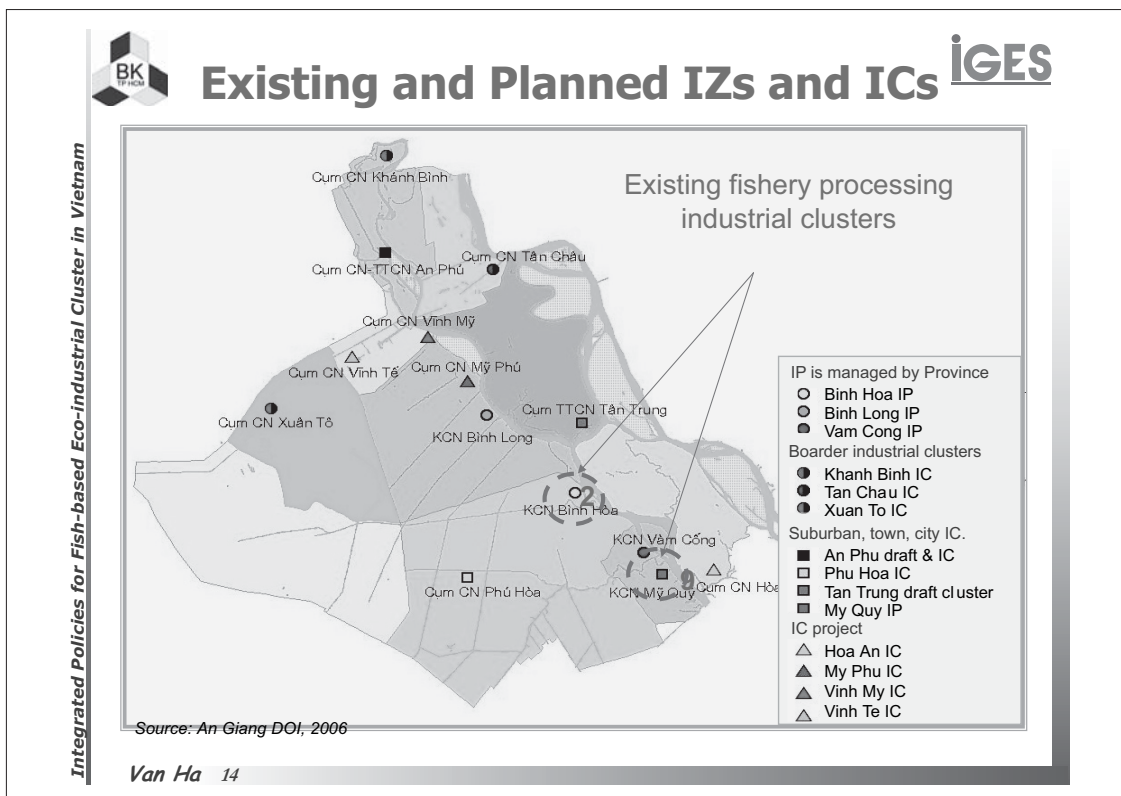 BK
TP HCM
Existing and Planned IZs and ICs
IGES
Integrated Policies for Fish-based Eco-industrial Cluster in Vietnam
Cụm CN Khánh Bình
Existing fishery processing
industrial clusters
Cụm CN-TTCN An Phú
Cụm CN Tân Châu
Cụm CN Vĩnh Mỹ
Cụm CN Vĩnh Tế
Cụm CN Mỹ Phú
Cụm CN Xuân Tô
KCN Bình Long
Cụm TTCN Tân Trung
2
KCN Bình Hòa
KCN Vàm Cống
9
Cụm CN Phú Hòa
KCN Mỹ Quý
Cụm CN Hòa
IP is managed by Province
Binh Hoa IP
Binh Long IP
Vam Cong IP
Boarder industrial clusters
Khanh Binh IC
Tan Chau IC
Xuan To IC
Suburban, town, city IC.
An Phu draft & IC
Phu Hoa IC
Tan Trung draft cluster
My Quy IP
IC project
Hoa An IC
My Phu IC
Vinh My IC
Vinh Te IC
Source: An Giang DOI, 2006
Van Ha 14